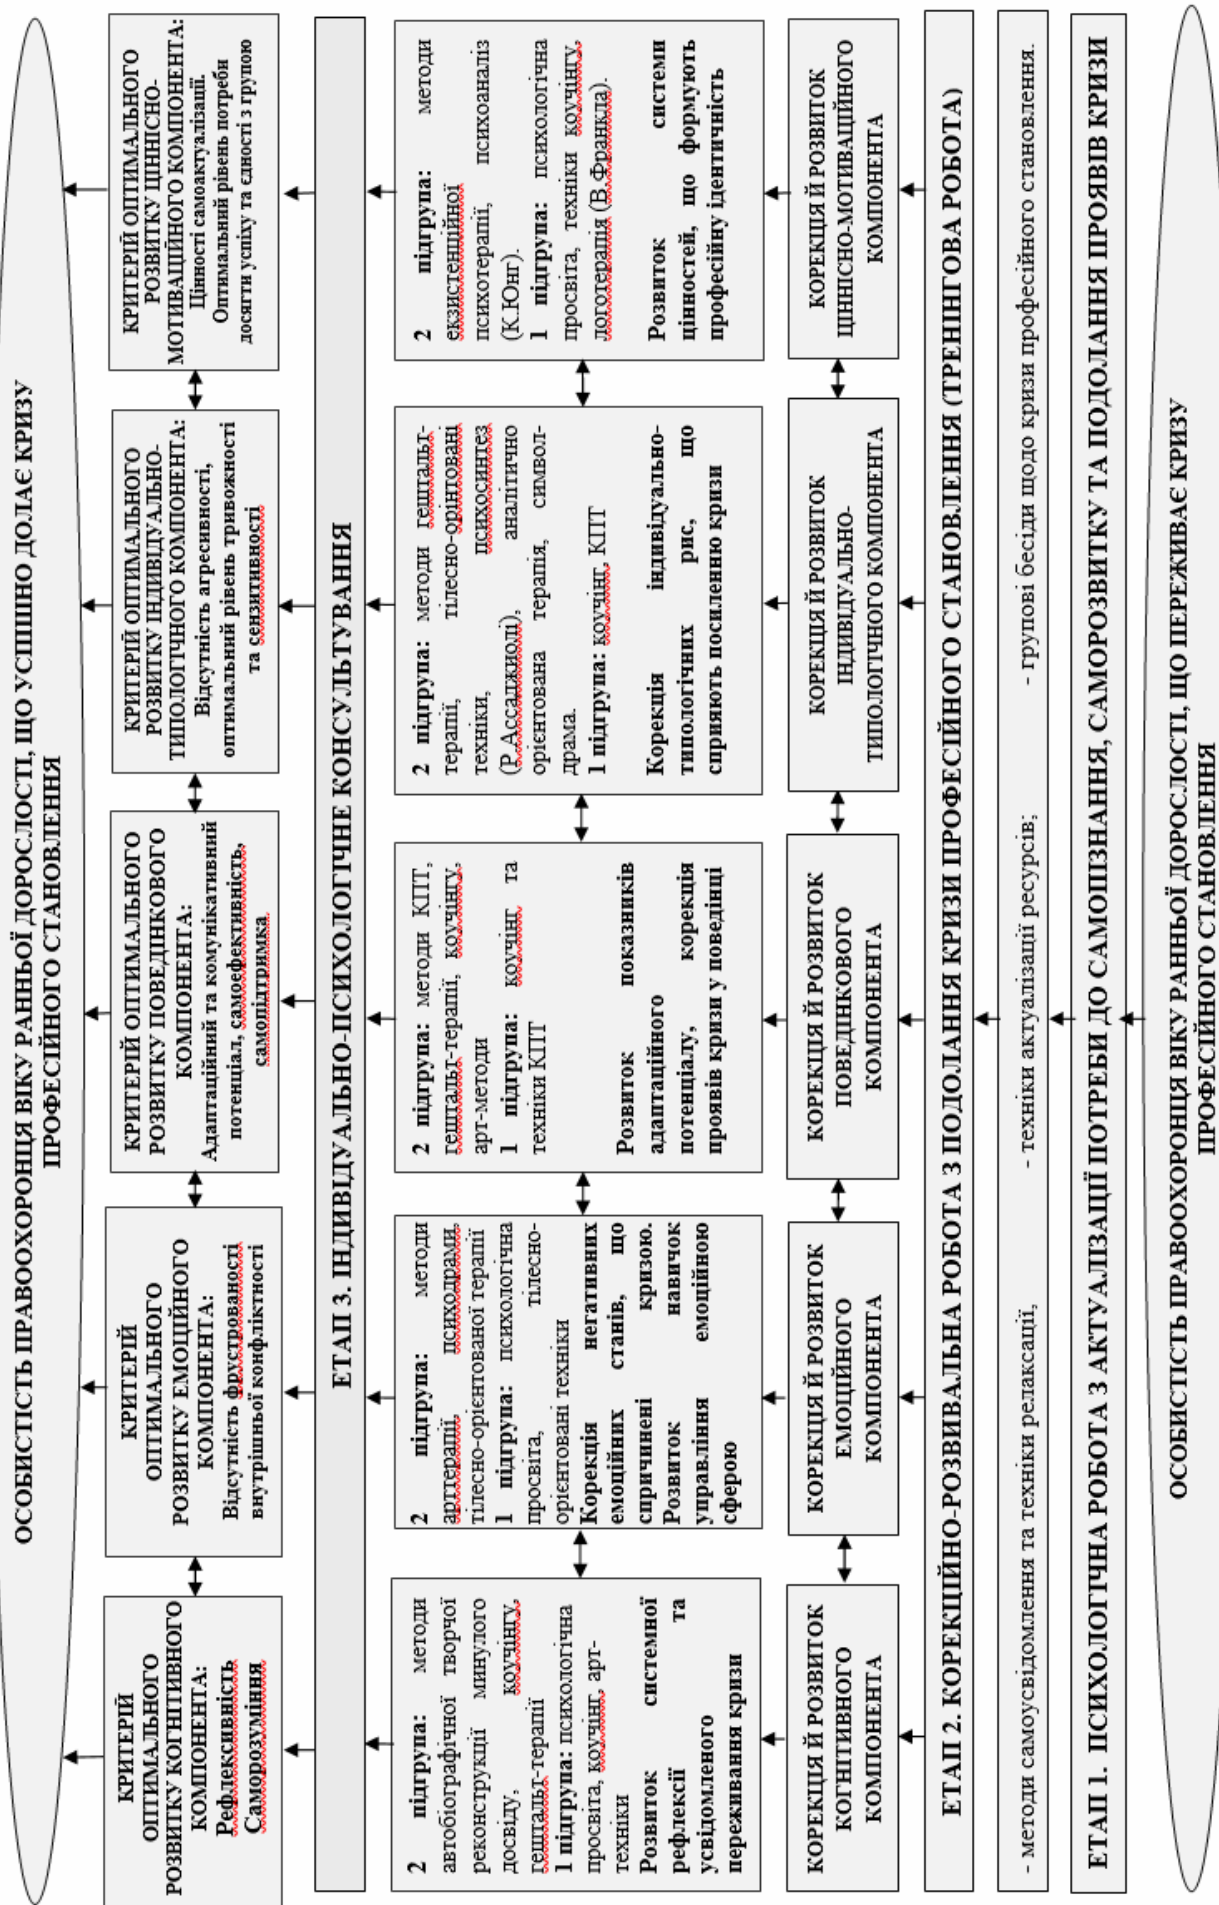 ОСОБИСТІСТЬ ПРАВООХОРОНЦЯ ВІКУ РАННЬОЇ ДОРОСЛОСТІ, ЩО УСПІШНО ДОЛАЄ КРИЗУ
ПРОФЕСІЙНОГО СТАНОВЛЕННЯ
КРИТЕРІЙ
ОПТИМАЛЬНОГО
РОЗВИТКУ КОГНІТИВНОГО
КОМПОНЕНТА:
Рефлексивність
Саморозуміння
КРИТЕРІЙ
ОПТИМАЛЬНОГО
РОЗВИТКУ ЕМОЦІЙНОГО
КОМПОНЕНТА:
Відсутність фрустрованості
внутрішньої конфліктності
КРИТЕРІЙ ОПТИМАЛЬНОГО
РОЗВИТКУ ПОВЕДІНКОВОГО
КОМПОНЕНТА:
Адаптаційний та комунікативний
потенціал, самоефективність,
самопідтримка
КРИТЕРІЙ ОПТИМАЛЬНОГО
РОЗВИТКУ ІНДИВІДУАЛЬНО-
ТИПОЛОГІЧНОГО КОМПОНЕНТА:
Відсутність агресивності,
оптимальний рівень тривожності
та сензитивності
КРИТЕРІЙ ОПТИМАЛЬНОГО
РОЗВИТКУ ЦІННІСНО-
МОТИВАЦІЙНОГО КОМПОНЕНТА:
Цінності самоактуалізації.
Оптимальний рівень потреби
досягти успіху та єдності з групою
ЕТАП 3. ІНДИВІДУАЛЬНО-ПСИХОЛОГІЧНЕ КОНСУЛЬТУВАННЯ
2 підгрупа: методи
автобіографічної творчої
реконструкції минулого
досвіду, коучінгу,
гештальт-терапії
1 підгрупа: психологічна
просвіта, коучінг, арт-
техніки
Розвиток системної
рефлексії та
усвідомленого
переживання кризи
2 підгрупа: методи
арттерапії, психодрами,
тілесно-орієнтованої терапії
1 підгрупа: психологічна
просвіта, тілесно-
орієнтовані техніки
Корекція негативних
емоційних станів, що
спричинені кризою.
Розвиток навичок
управління емоційною
сферою
2 підгрупа: методи КПТ,
гештальт-терапії, коучінгу,
арт-методи
1 підгрупа: коучінг та
техніки КПТ
Розвиток показників
адаптаційного
потенціалу, корекція
проявів кризи у поведінці
2 підгрупа: методи гештальт-
терапії, тілесно-орінтовані
техніки, психосинтез
(Р.Ассаджиолі), аналітично
орієнтована терапія, символ-
драма.
1 підгрупа: коучінг, КПТ
Корекція індивідуально-
типологічних рис, що
сприяють посиленню кризи
2 підгрупа: методи
екзистенційної
психотерапії, психоаналіз
(К.Юнг).
1 підгрупа: психологічна
просвіта, техніки коучінгу,
логотерапія (В.Франкла).
Розвиток системи
цінностей, що формують
професійну ідентичність
КОРЕКЦІЯ Й РОЗВИТОК
КОГНІТИВНОГО
КОМПОНЕНТА
КОРЕКЦІЯ Й РОЗВИТОК
ЕМОЦІЙНОГО
КОМПОНЕНТА
КОРЕКЦІЯ Й РОЗВИТОК
ПОВЕДІНКОВОГО
КОМПОНЕНТА
КОРЕКЦІЯ Й РОЗВИТОК
ІНДИВІДУАЛЬНО-
ТИПОЛОГІЧНОГО КОМПОНЕНТА
КОРЕКЦІЯ Й РОЗВИТОК
ЦІННІСНО-МОТИВАЦІЙНОГО
КОМПОНЕНТА
ЕТАП 2. КОРЕКЦІЙНО-РОЗВИВАЛЬНА РОБОТА З ПОДОЛАННЯ КРИЗИ ПРОФЕСІЙНОГО СТАНОВЛЕННЯ (ТРЕНІНГОВА РОБОТА)
- методи самоусвідомлення та техніки релаксації, - техніки актуалізації ресурсів; - групові бесіди щодо кризи професійного становлення.
ЕТАП 1. ПСИХОЛОГІЧНА РОБОТА З АКТУАЛІЗАЦІЇ ПОТРЕБИ ДО САМОПІЗНАННЯ, САМОРОЗВИТКУ ТА ПОДОЛАННЯ ПРОЯВІВ КРИЗИ
ОСОБИСТІСТЬ ПРАВООХОРОНЦЯ ВІКУ РАННЬОЇ ДОРОСЛОСТІ, ЩО ПЕРЕЖИВАЄ КРИЗУ
ПРОФЕСІЙНОГО СТАНОВЛЕННЯ